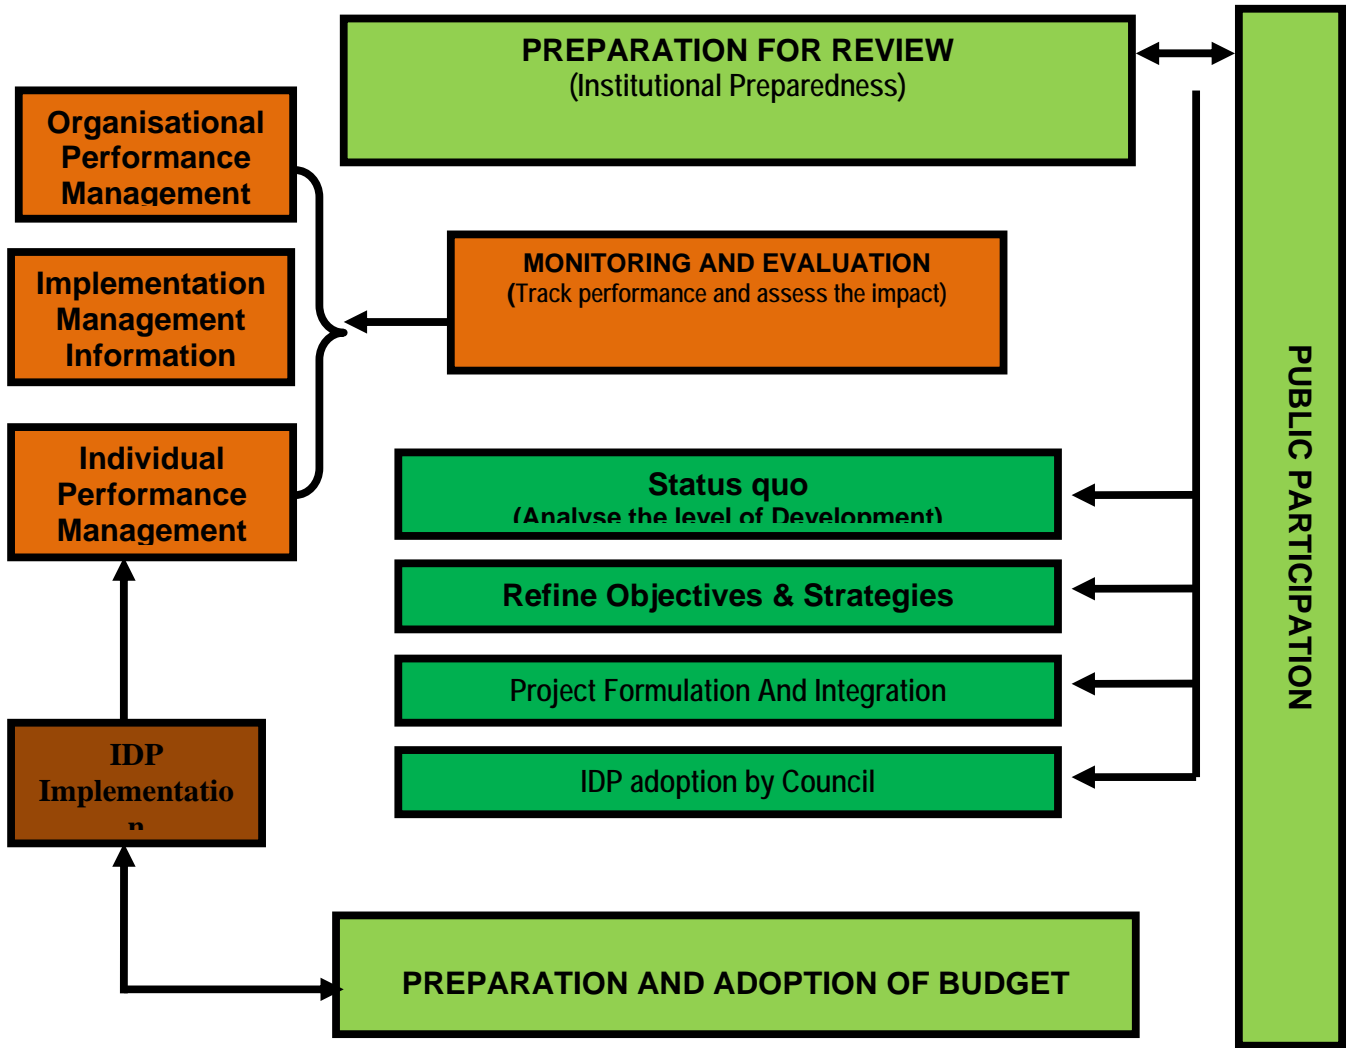 PREPARATION FOR REVIEW
(Institutional Preparedness)
Organisational
Performance
Management
MONITORING AND EVALUATION
(Track performance and assess the impact)
Implementation
Management
Information
Individual
Performance
Management
Status quo
(Analyse the level of Development)
Refine Objectives & Strategies
Project Formulation And Integration
IDP adoption by Council
IDP
Implementatio
n
PREPARATION AND ADOPTION OF BUDGET
PUBLIC PARTICIPATION